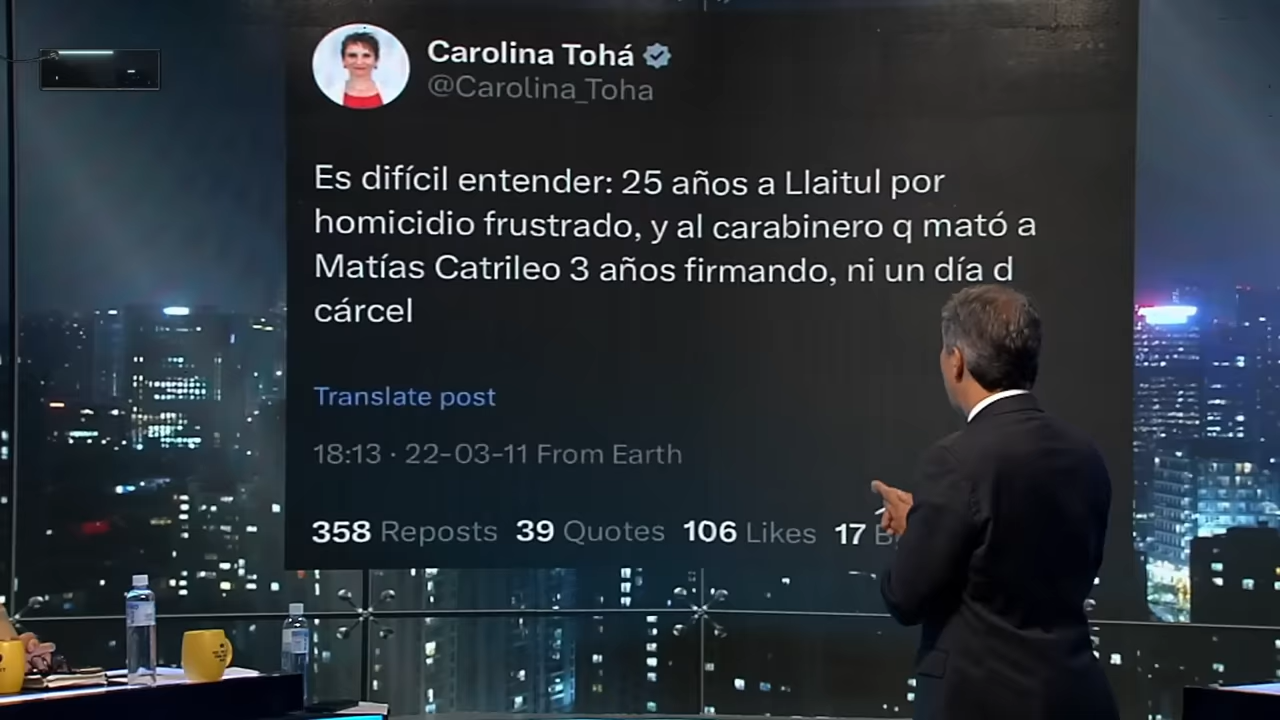 Carolina Tohá
@Carolina_Toha
Es difícil entender: 25 años a Llaitul por
homicidio frustrado, y al carabinero q mató a
Matías Catrileo 3 años firmando, ni un día d
cárcel
Translate post
18:13 · 22-03-11 From Earth
358 Reposts 39 Quotes 106 Likes 17